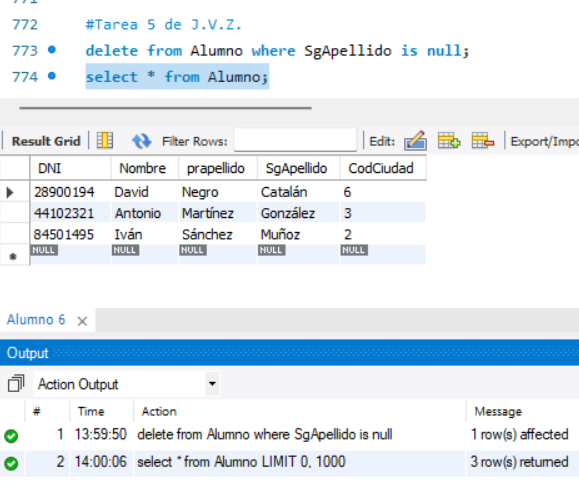 771
772 #Tarea 5 de J.V.Z.
773 delete from Alumno where SgApellido is null;
774 select * from Alumno;
Result Grid Filter Rows: Edit: Export/Impo
DNI Nombre prapellido SgApellido CodCiudad
28900194 David Negro Catalán 6
44102321 Antonio Martínez González 3
84501495 Iván Sánchez Muñoz 2
NULL NULL NULL NULL NULL
Alumno 6
Output
Action Output
# Time Action Message
1 13:59:50 delete from Alumno where SgApellido is null 1 row(s) affected
2 14:00:06 select * from Alumno LIMIT 0, 1000 3 row(s) returned